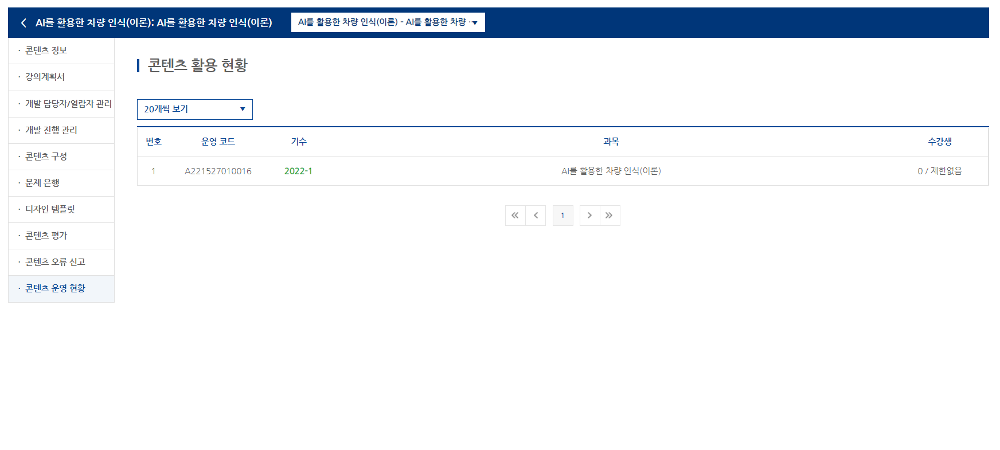 AI를 활용한 차량 인식(이론): AI를 활용한 차량 인식(이론)
AI를 활용한 차량 인식(이론) - AI를 활용한 차량 ··
· 콘텐츠 정보
· 강의계획서
· 개발 담당자/열람자 관리
· 개발 진행 관리
· 콘텐츠 구성
· 문제 은행
· 디자인 템플릿
· 콘텐츠 평가
· 콘텐츠 오류 신고
· 콘텐츠 운영 현황
콘텐츠 활용 현황
20개씩 보기
번호 운영 코드 기수 과목 수강생
1 A221527010016 2022-1 AI를 활용한 차량 인식(이론) 0 / 제한없음
1